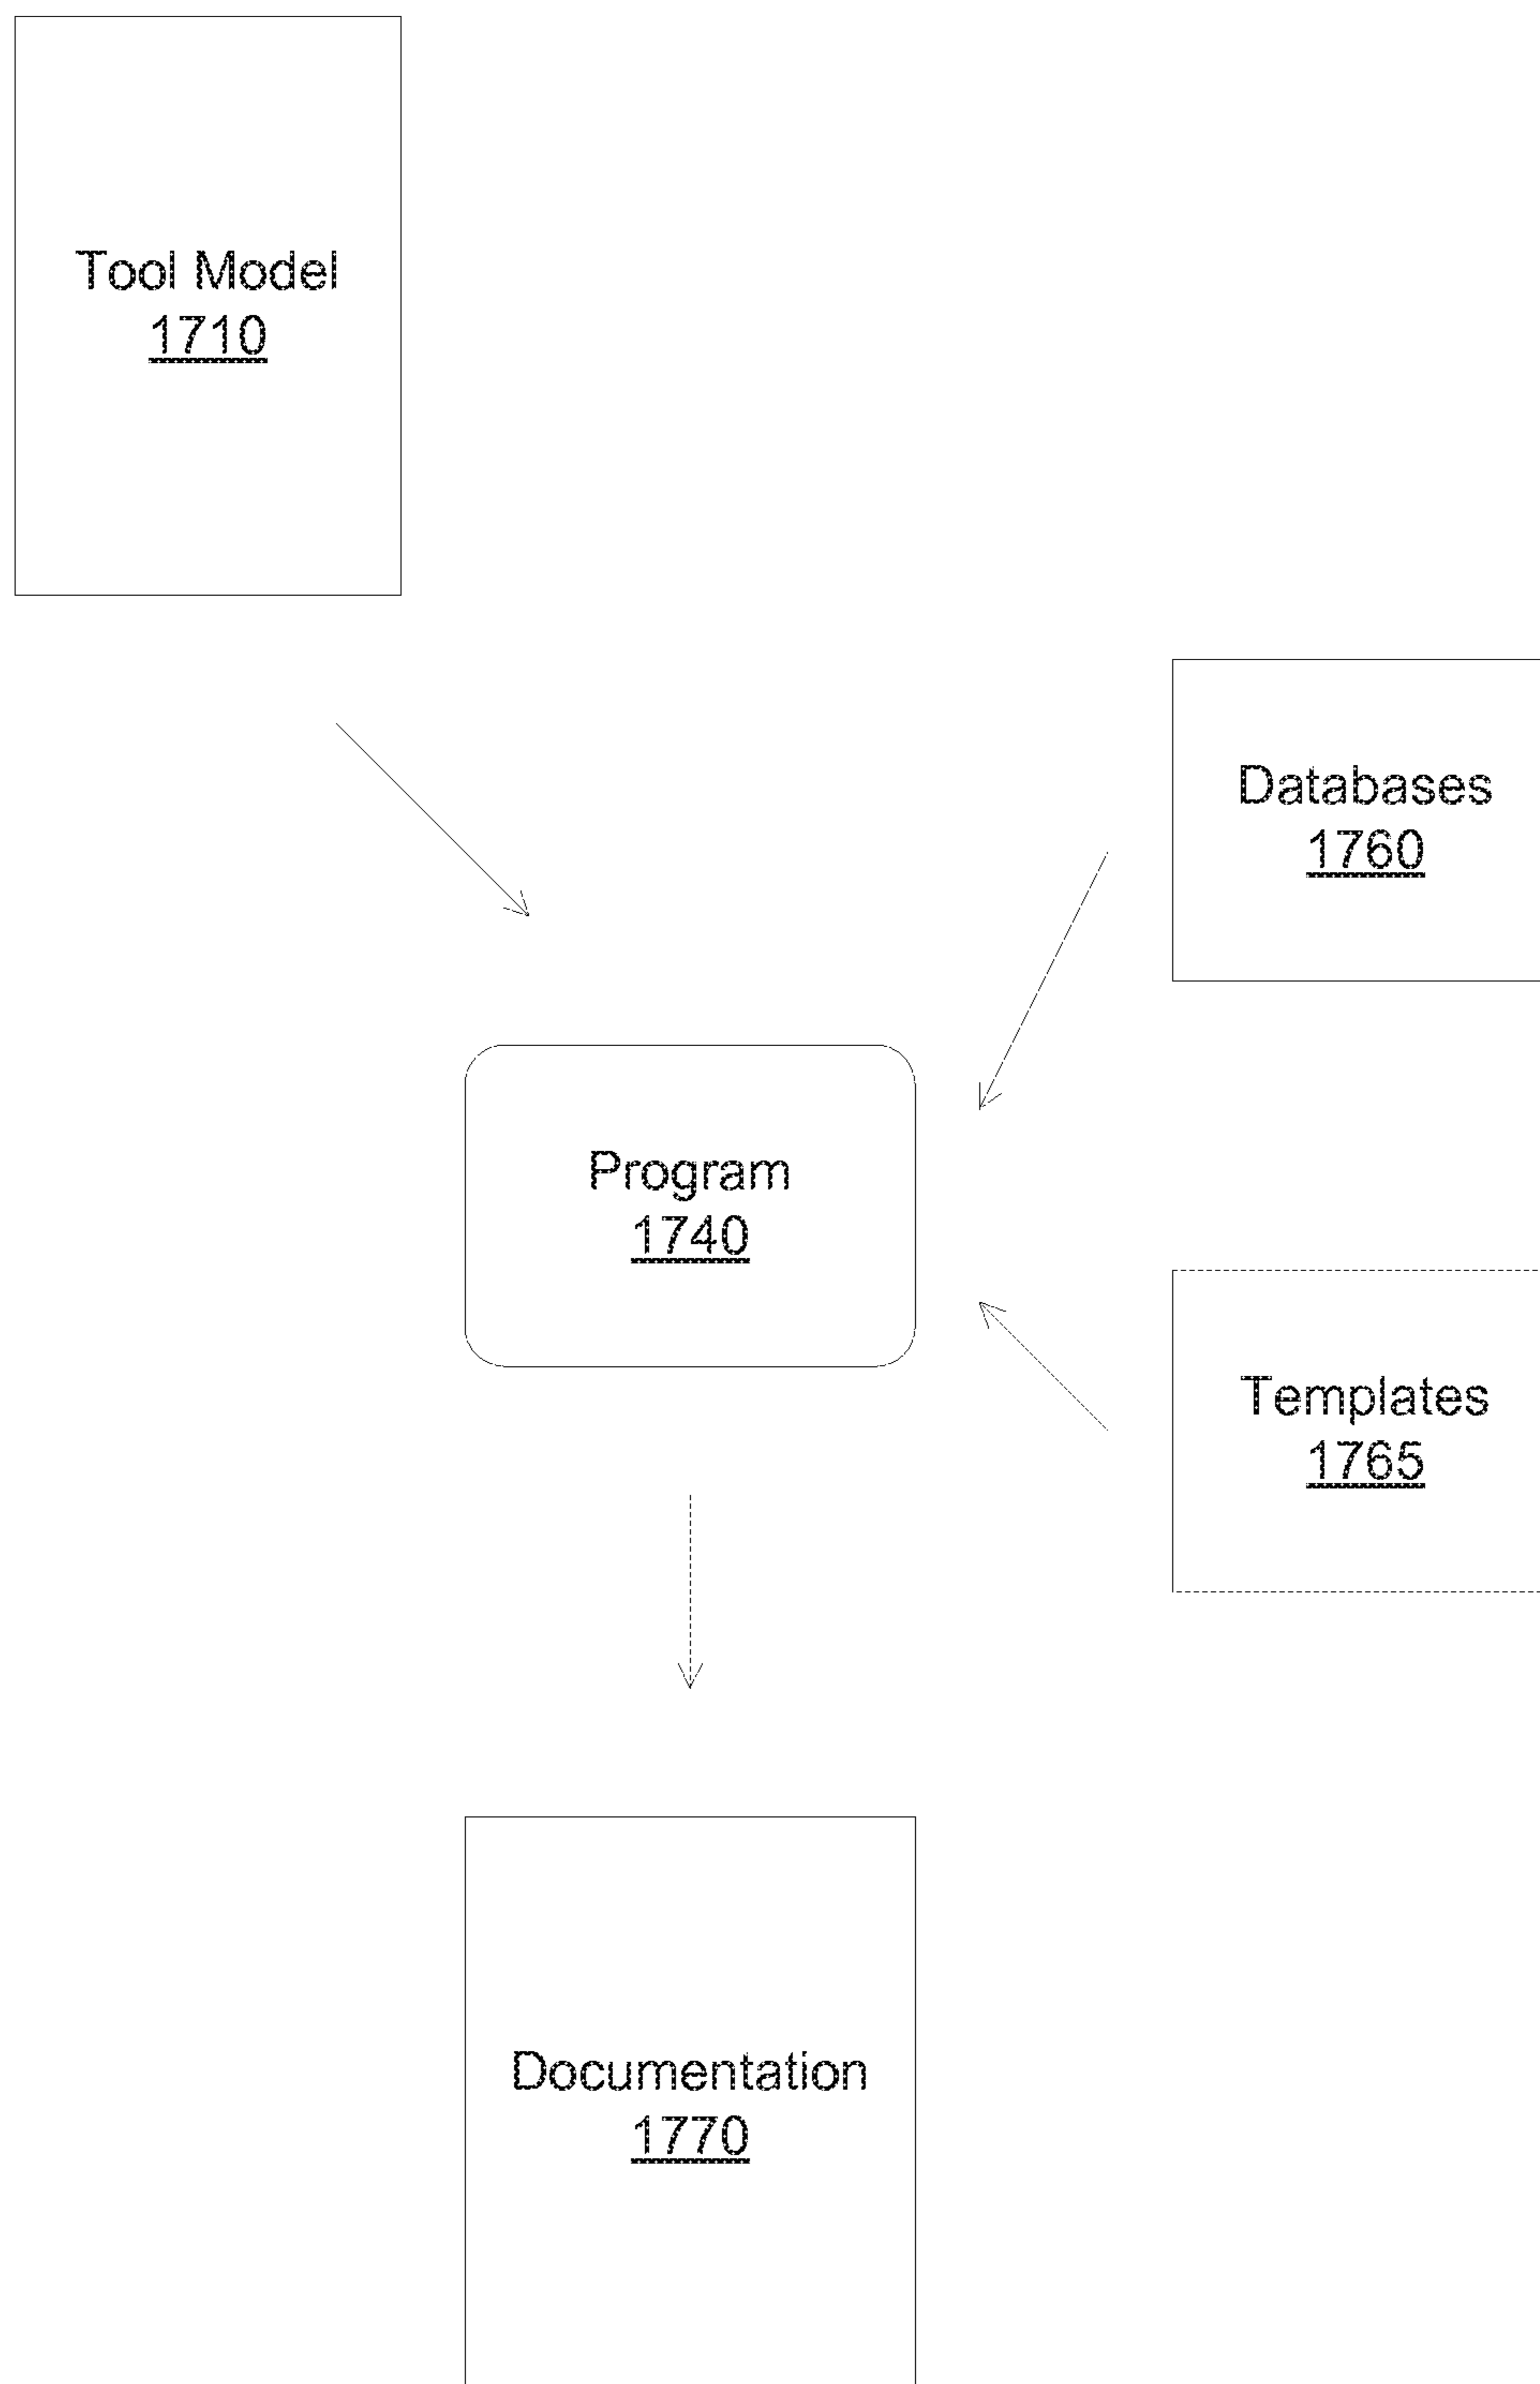 Tool Model
1710
Databases
1760
Program
1740
Templates
1765
Documentation
1770